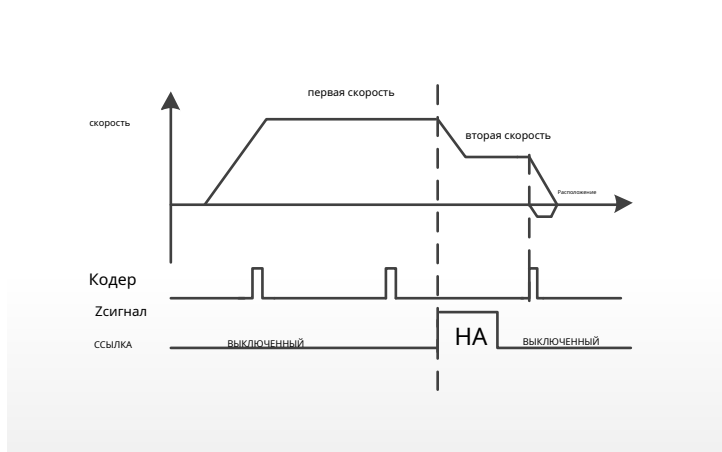 первая скорость
скорость
вторая скорость
Расположение
Кодер
Zсигнал
ССЫЛКА
ВЫКЛЮЧЕННЫЙ
НА
ВЫКЛЮЧЕННЫЙ